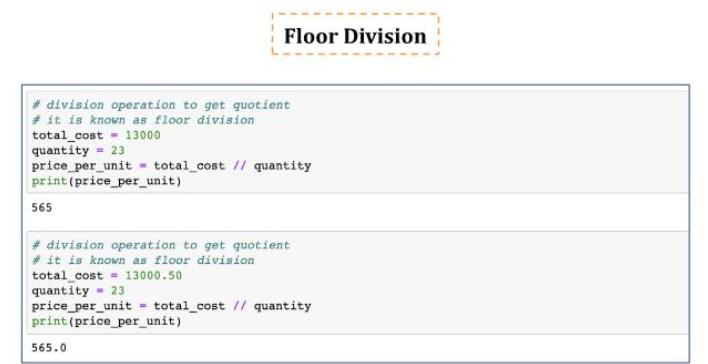 Floor Division
# division operation to get quotient
# it is known as floor division
total_cost = 13000
quantity = 23
price_per_unit = total_cost // quantity
print(price_per_unit)
565
# division operation to get quotient
# it is known as floor division
total_cost = 13000.50
quantity = 23
price_per_unit = total_cost // quantity
print(price_per_unit)
565.0